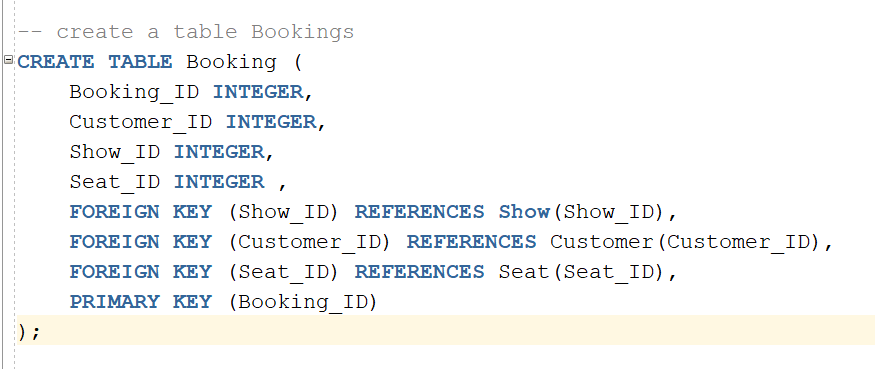 -- create a table Bookings
CREATE TABLE Booking (
    Booking_ID INTEGER,
    Customer_ID INTEGER,
    Show_ID INTEGER,
    Seat_ID INTEGER ,
    FOREIGN KEY (Show_ID) REFERENCES Show(Show_ID),
    FOREIGN KEY (Customer_ID) REFERENCES Customer(Customer_ID),
    FOREIGN KEY (Seat_ID) REFERENCES Seat(Seat_ID),
    PRIMARY KEY (Booking_ID)
);